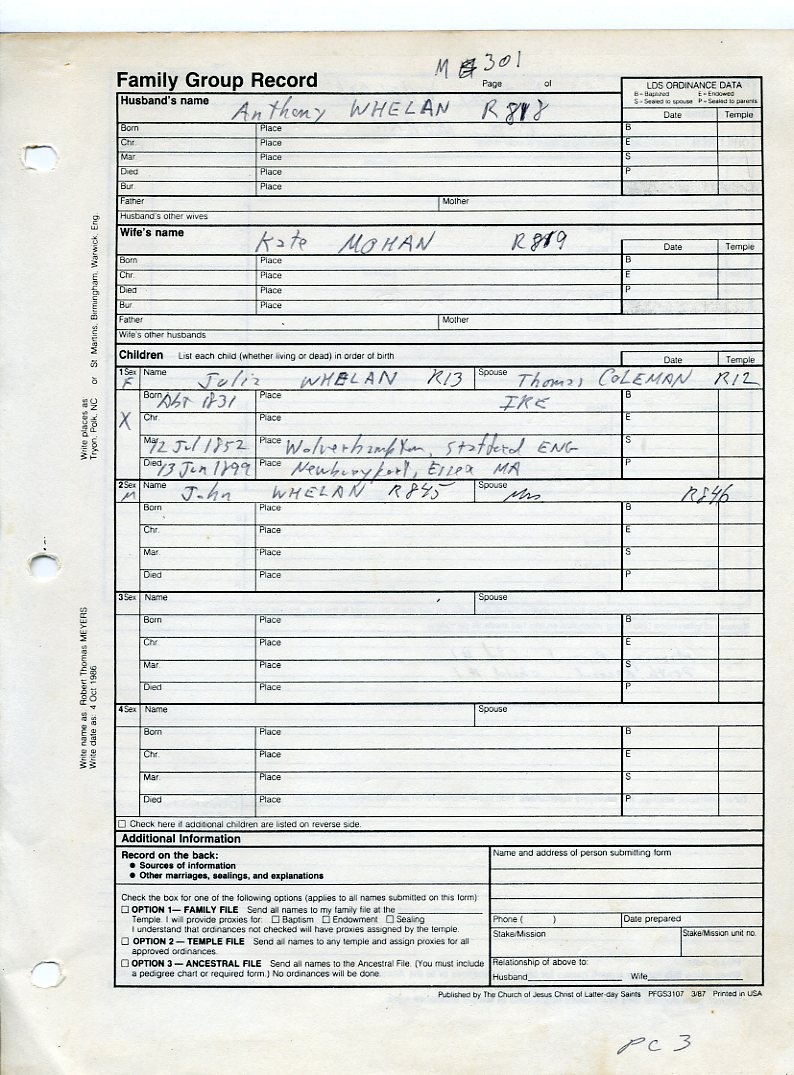 M 301
Family Group Record
Page of
LDS ORDINANCE DATA
B = Baptized E = Endowed
S = Sealed to spouse P = Sealed to parents
Husband's name Anthony WHELAN R818
Date Temple
Born Place B
Chr. Place E
Mar. Place S
Died Place P
Bur. Place
Father Mother
Husband's other wives
Wife's name Kate MOHAN R819
Date Temple
Born Place B
Chr. Place E
Died Place P
Bur. Place
Father Mother
Wife's other husbands
Children List each child (whether living or dead) in order of birth
Date Temple
1 Sex F Name Julia WHELAN R13 Spouse Thomas COLEMAN R12
Born Abt 1831 Place IRE B
X Chr. Place E
Mar. 12 Jul 1852 Place Wolverhampton, Stafford ENG S
Died 13 Jun 1899 Place Newburyport, Essex MA P
2 Sex M Name John WHELAN R845 Spouse Mrs R846
Born Place B
Chr. Place E
Mar. Place S
Died Place P
3 Sex Name Spouse
Born Place B
Chr. Place E
Mar. Place S
Died Place P
4 Sex Name Spouse
Born Place B
Chr. Place E
Mar. Place S
Died Place P
☐ Check here if additional children are listed on reverse side.
Additional Information
Record on the back:
● Sources of information
● Other marriages, sealings, and explanations
Check the box for one of the following options (applies to all names submitted on this form)
☐ OPTION 1— FAMILY FILE Send all names to my family file at the
Temple. I will provide proxies for: ☐ Baptism ☐ Endowment ☐ Sealing
I understand that ordinances not checked will have proxies assigned by the temple.
☐ OPTION 2 — TEMPLE FILE Send all names to any temple and assign proxies for all
approved ordinances.
☐ OPTION 3 — ANCESTRAL FILE Send all names to the Ancestral File. (You must include
a pedigree chart or required form.) No ordinances will be done.
Name and address of person submitting form
Phone ( ) Date prepared
Stake/Mission Stake/Mission unit no.
Relationship of above to:
Husband Wife
Published by The Church of Jesus Christ of Latter-day Saints PFGS3107 3/87 Printed in USA
PC 3
Write places as
Tryon, Polk, NC or St Martins, Birmingham, Warwick, Eng.
Write name as Robert Thomas MEYERS
Write date as: 4 Oct 1986